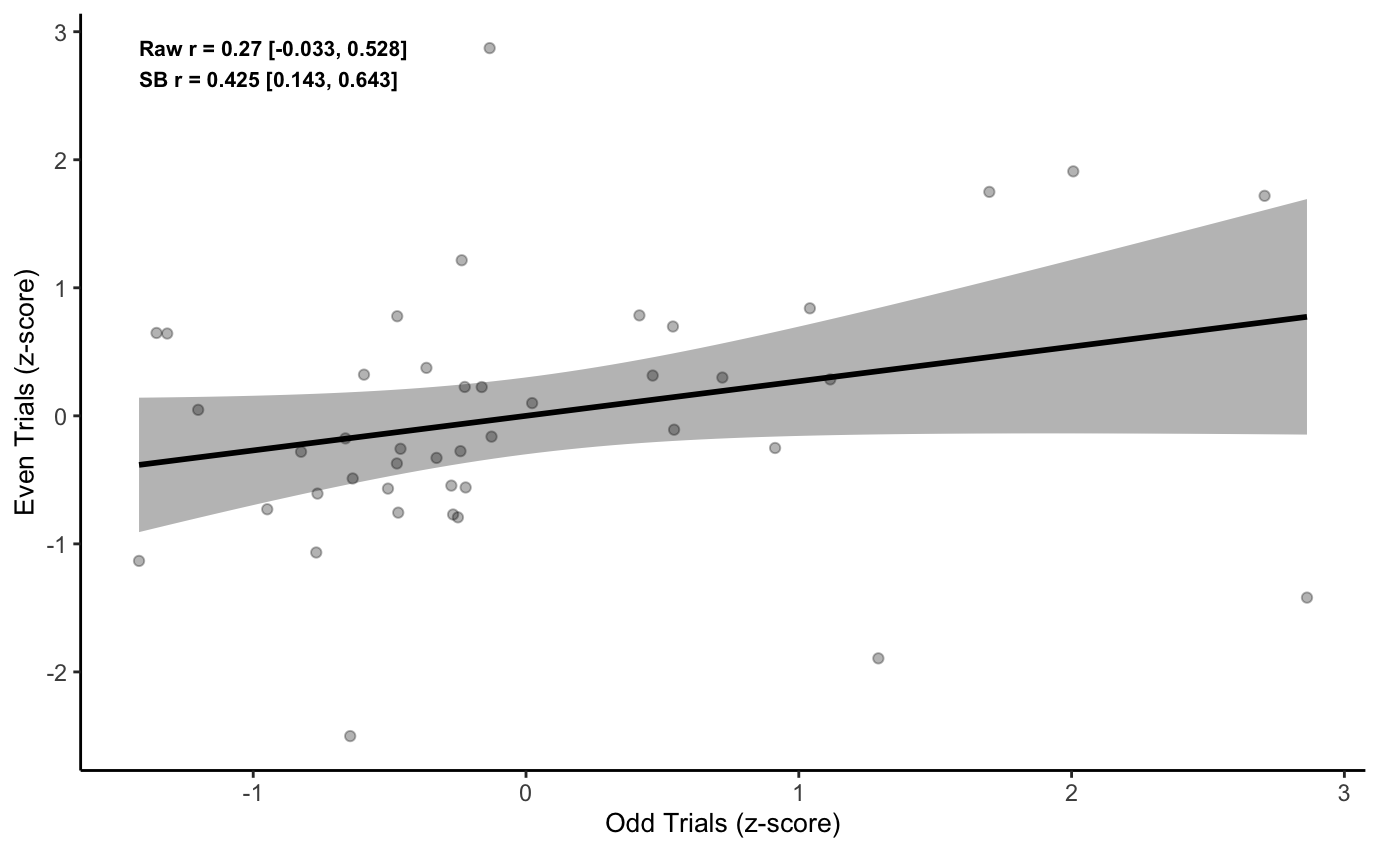 Raw r = 0.27 [-0.033, 0.528]
SB r = 0.425 [0.143, 0.643]
3
2
1
0
-1
-2
Even Trials (z-score)
-1 0 1 2 3
Odd Trials (z-score)